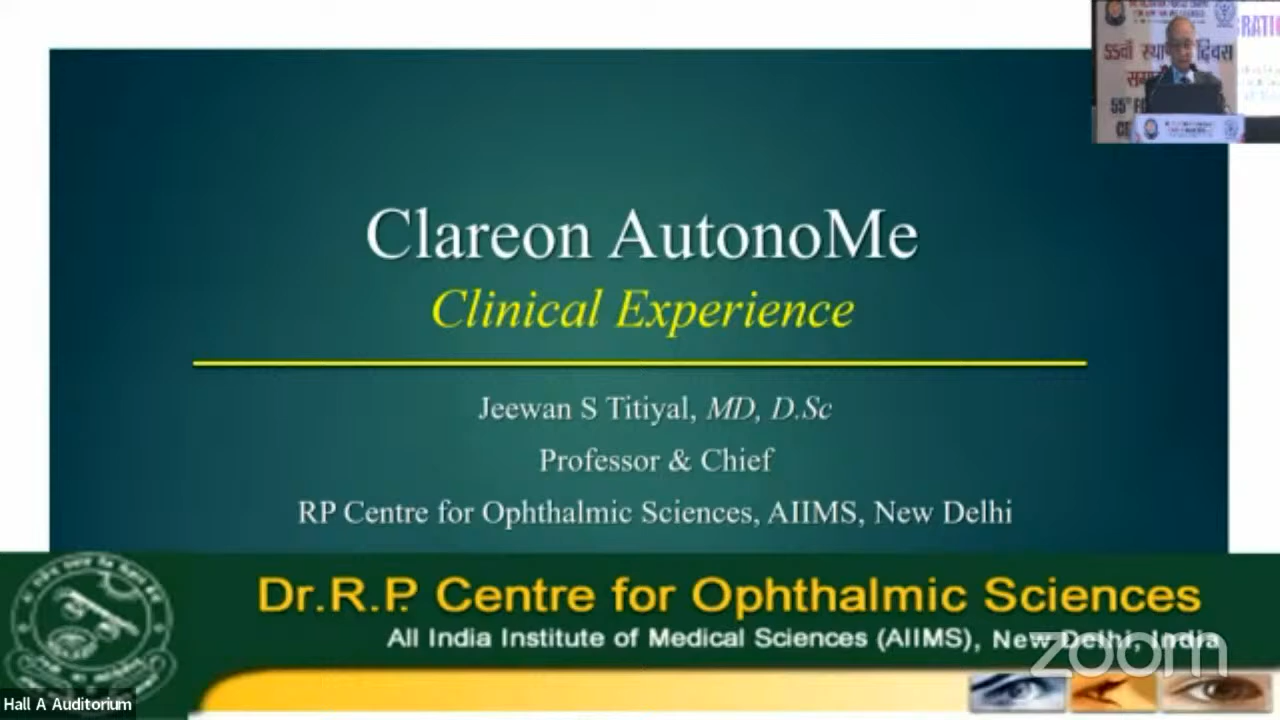 Clareon AutonoMe
Clinical Experience
Jeewan S Titiyal, MD, D.Sc
Professor & Chief
RP Centre for Ophthalmic Sciences, AIIMS, New Delhi
Dr.R.P. Centre for Ophthalmic Sciences
All India Institute of Medical Sciences (AIIMS), New Delhi, India
zoom
Hall A Auditorium
55वाँ
दिवस
55